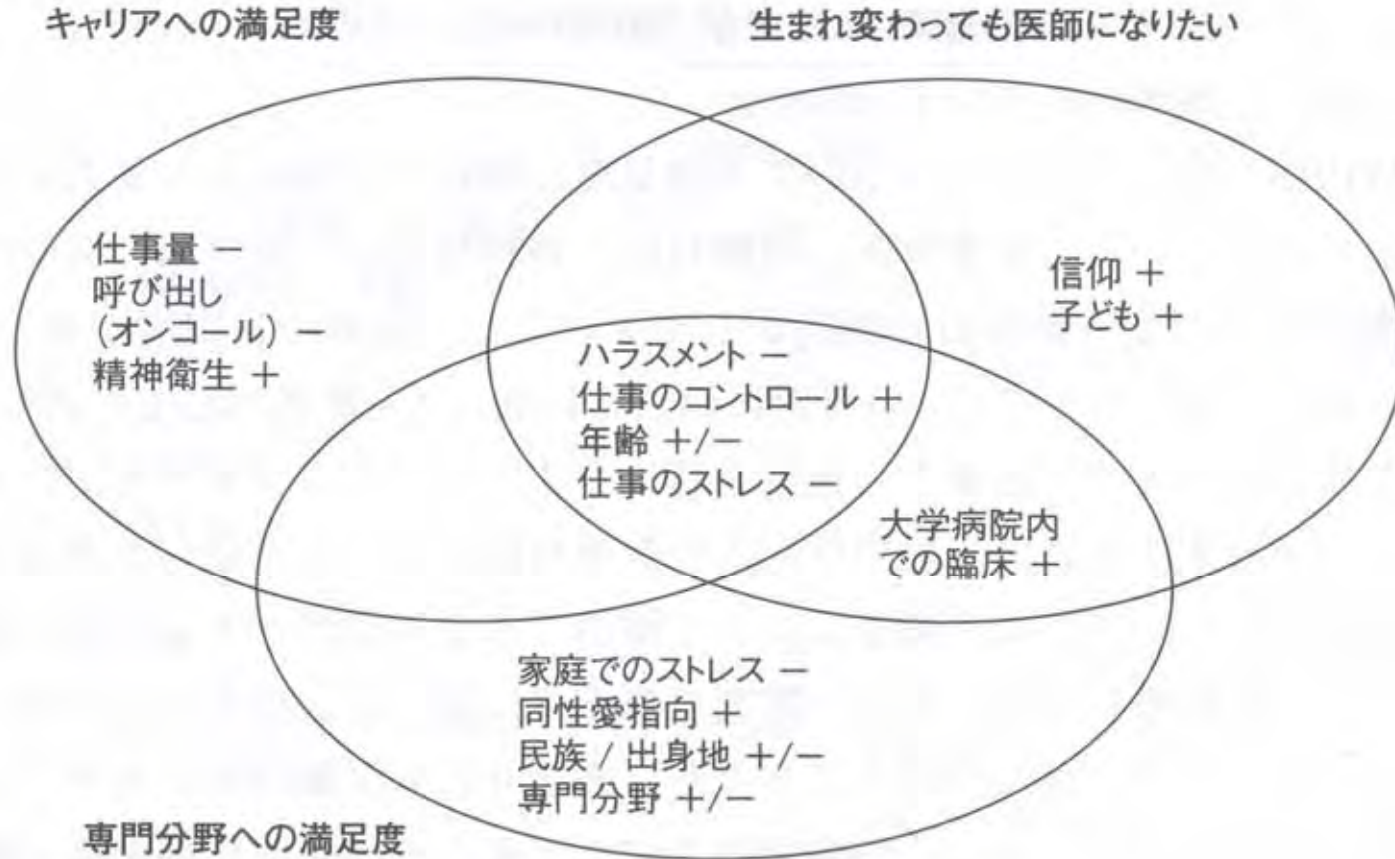 キャリアへの満足度
生まれ変わっても医師になりたい
仕事量 −
呼び出し
(オンコール) −
精神衛生 +
信仰 +
子ども +
ハラスメント −
仕事のコントロール +
年齢 +/−
仕事のストレス −
大学病院内
での臨床 +
家庭でのストレス −
同性愛指向 +
民族 / 出身地 +/−
専門分野 +/−
専門分野への満足度